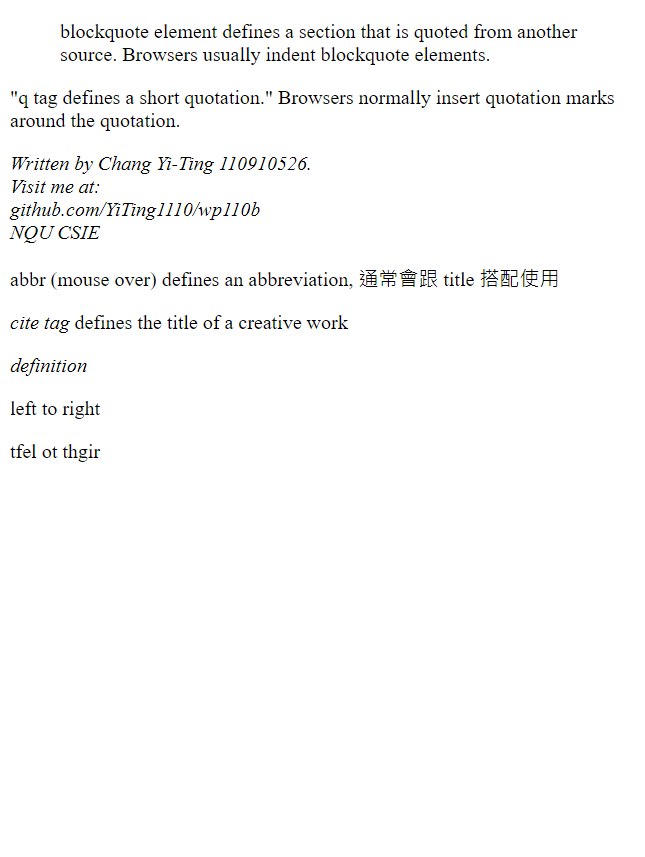 blockquote element defines a section that is quoted from another
source. Browsers usually indent blockquote elements.
"q tag defines a short quotation." Browsers normally insert quotation marks
around the quotation.
Written by Chang Yi-Ting 110910526.
Visit me at:
github.com/YiTing1110/wp110b
NQU CSIE
abbr (mouse over) defines an abbreviation, 通常會跟 title 搭配使用
cite tag defines the title of a creative work
definition
left to right
tfel ot thgir